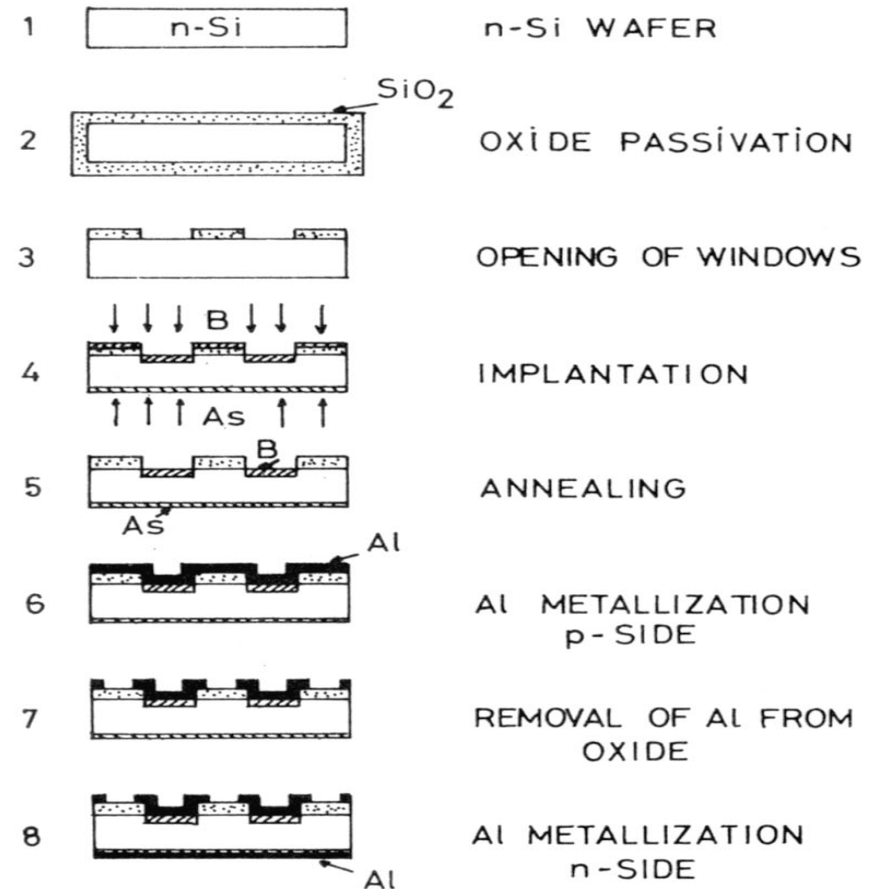 1 n-Si n-Si WAFER
SiO2
2 OXiDE PASSiVATiON
3 OPENING OF WINDOWS
B
4 IMPLANTATION
As
B
5 ANNEALING
As
Al
6 Al METALLIZATION
p-SIDE
7 REMOVAL OF Al FROM
OXIDE
8 Al METALLIZATION
n-SIDE
Al